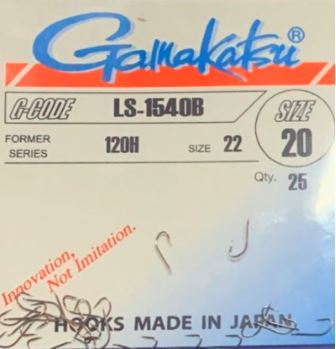 Gamakatsu®
G-CODE LS-1540B SIZE
FORMER SERIES 120H SIZE 22 20
Qty. 25
Innovation,
Not Imitation.
HOOKS MADE IN JAPAN